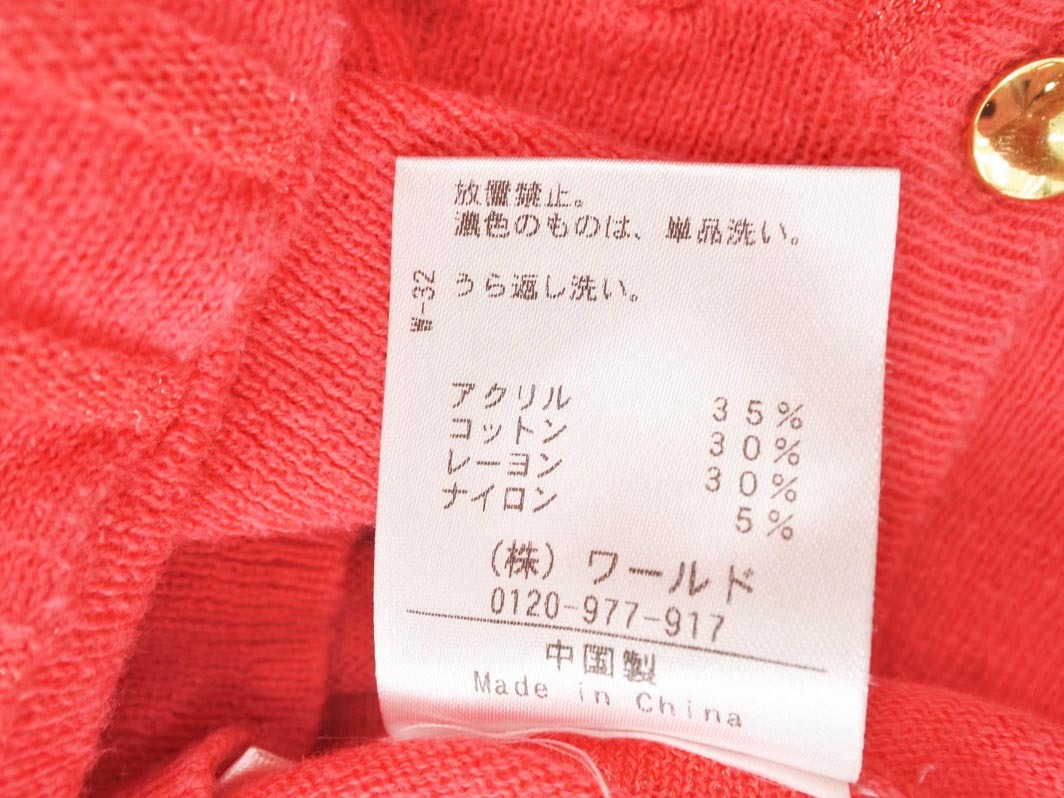 放置禁止。
濃色のものは、単品洗い。
W-32
うら返し洗い。
アクリル 35%
コットン 30%
レーヨン 30%
ナイロン 5%
(株) ワールド
0120-977-917
中国製
Made in China